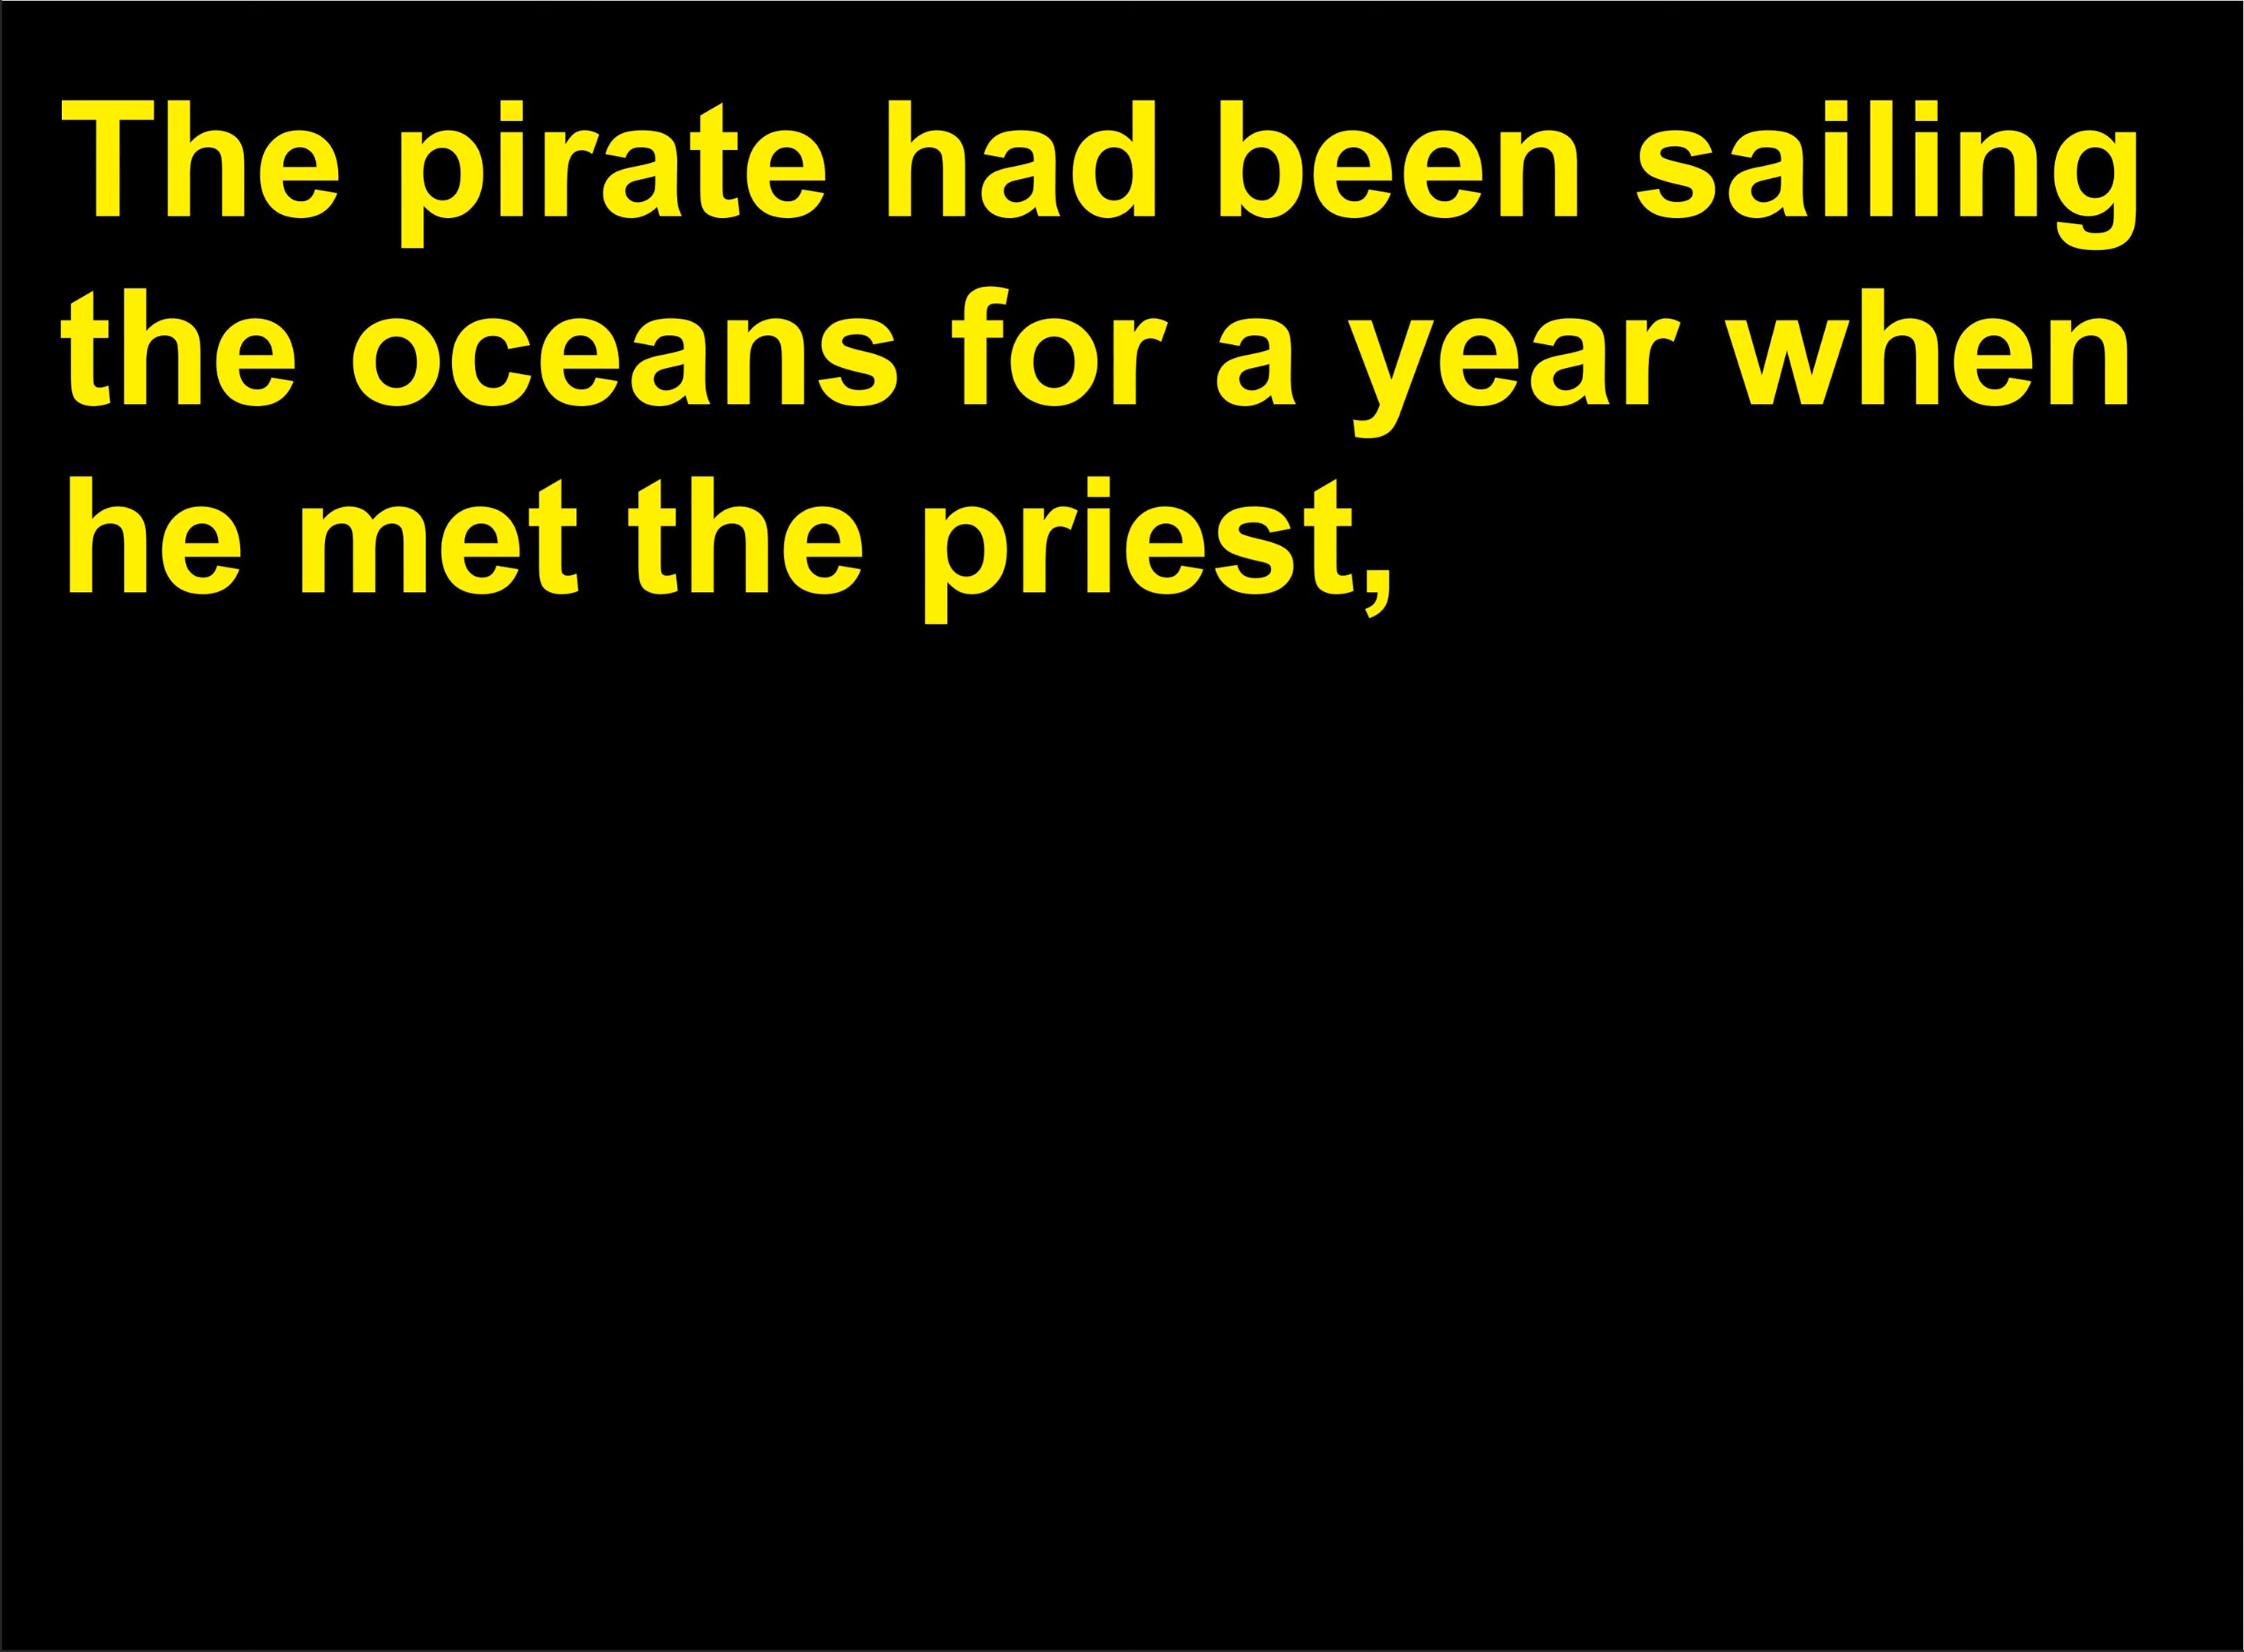 The pirate had been sailing
the oceans for a year when
he met the priest,